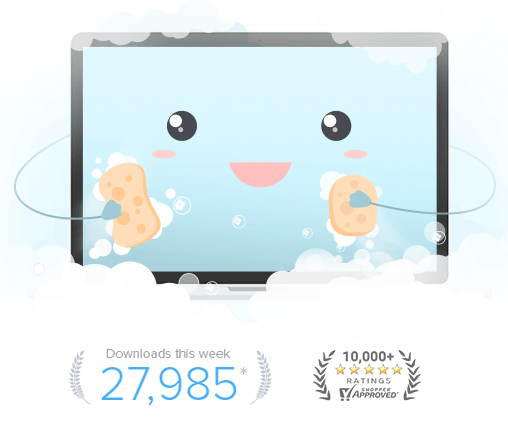 Downloads this week
27,985*
10,000+
RATINGS
SHOPPER
APPROVED®